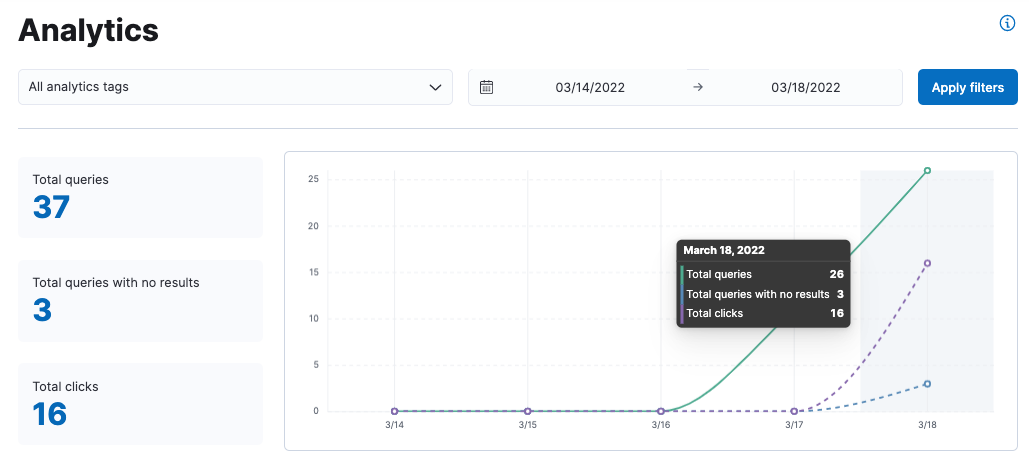 Analytics
All analytics tags
03/14/2022 → 03/18/2022
Apply filters
Total queries
37
Total queries with no results
3
Total clicks
16
25
20
15
10
5
0
March 18, 2022
Total queries 26
Total queries with no results 3
Total clicks 16
3/14 3/15 3/16 3/17 3/18